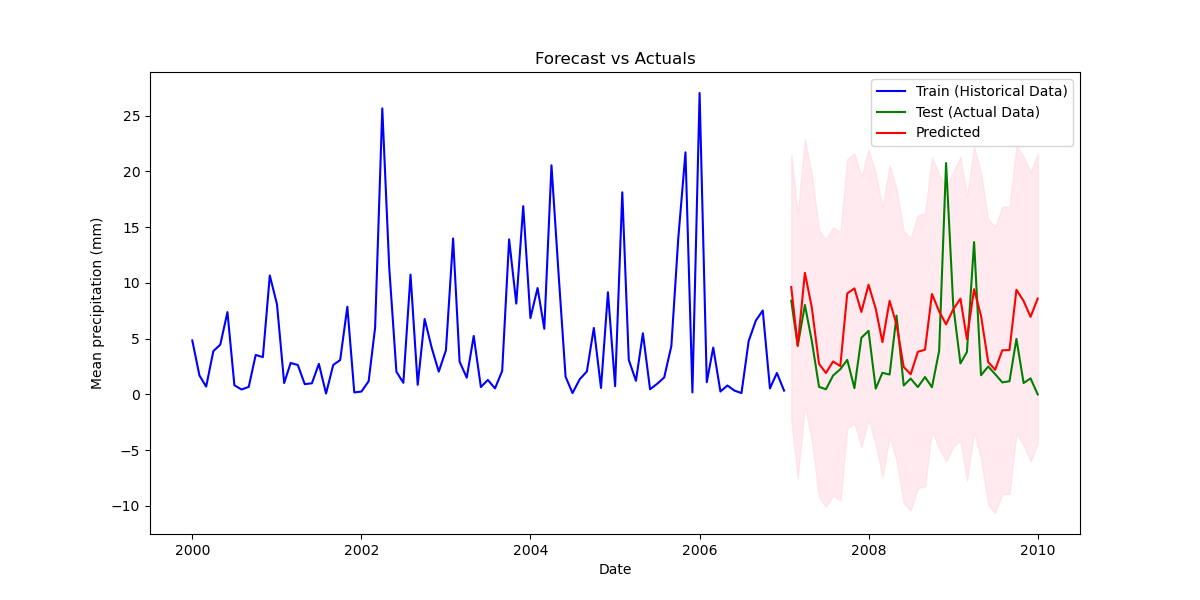 Forecast vs Actuals
Train (Historical Data)
Test (Actual Data)
Predicted
Mean precipitation (mm)
25
20
15
10
5
0
−5
−10
2000 2002 2004 2006 2008 2010
Date